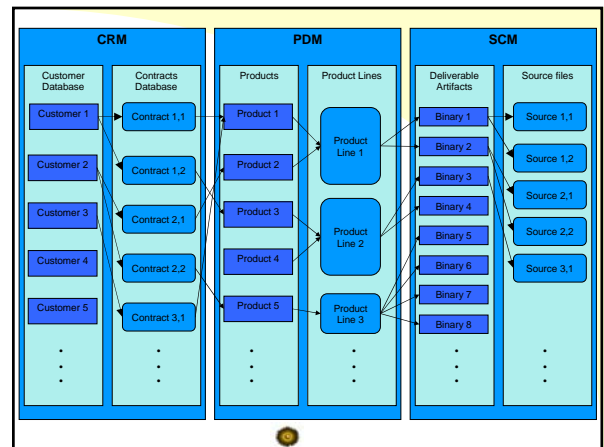 CRM
Customer
Database
Customer 1
Customer 2
Customer 3
Customer 4
Customer 5
Contracts
Database
Contract 1,1
Contract 1,2
Contract 2,1
Contract 2,2
Contract 3,1
PDM
Products
Product 1
Product 2
Product 3
Product 4
Product 5
Product Lines
Product
Line 1
Product
Line 2
Product
Line 3
SCM
Deliverable
Artifacts
Binary 1
Binary 2
Binary 3
Binary 4
Binary 5
Binary 6
Binary 7
Binary 8
Source files
Source 1,1
Source 1,2
Source 2,1
Source 2,2
Source 3,1